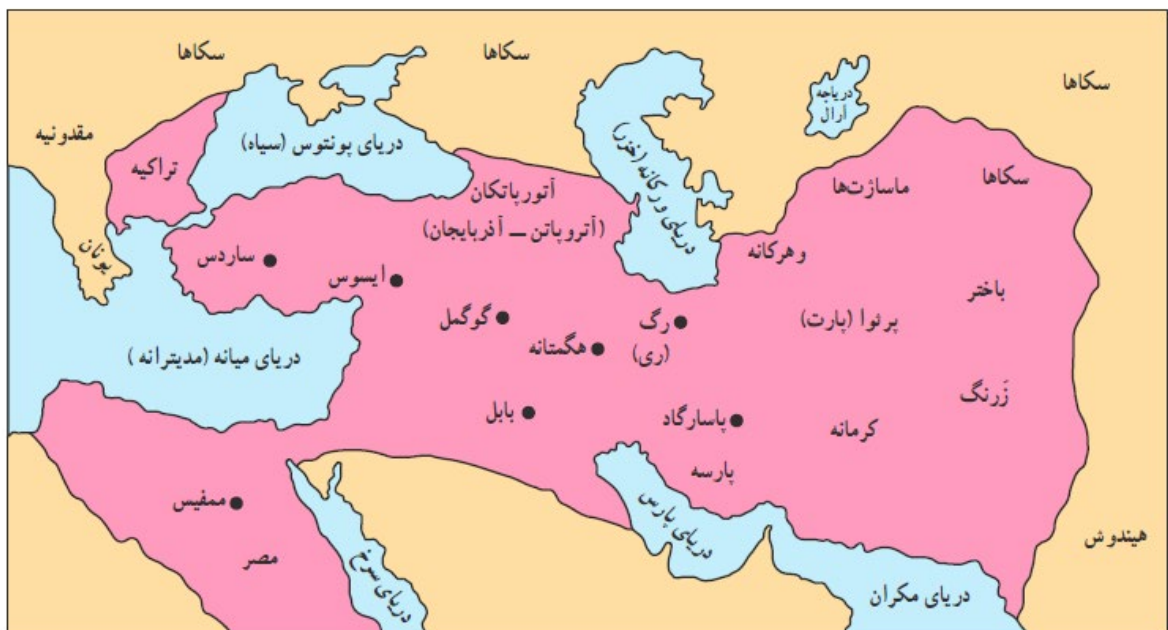 سکاها
سکاها
سکاها
دریاچه
آرال
مقدونیه
تراکیه
دریای پونتوس (سیاه)
دریای ورکانه (خزر)
ماساژت‌ها
سکاها
آتورپاتکان
(آتروپاتن ــ آذربایجان)
یونان
ساردس
ایسوس
وهرکانه
باختر
گوگمل
هگمتانه
رگ
(ری)
پرثوا (پارت)
دریای میانه (مدیترانه)
زَرنگ
بابل
پاسارگاد
کرمانه
پارسه
ممفیس
مصر
دریای سرخ
دریای پارس
دریای مکران
هیندوش